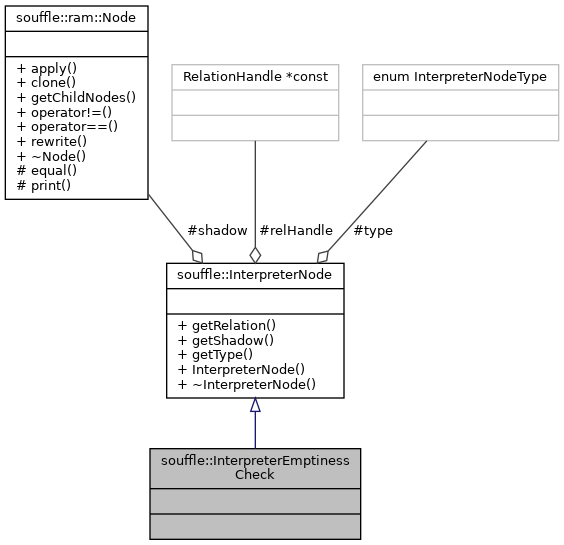 souffle::ram::Node
+ apply()
+ clone()
+ getChildNodes()
+ operator!=()
+ operator==()
+ rewrite()
+ ~Node()
# equal()
# print()
RelationHandle *const
enum InterpreterNodeType
#shadow
#relHandle
#type
souffle::InterpreterNode
+ getRelation()
+ getShadow()
+ getType()
+ InterpreterNode()
+ ~InterpreterNode()
souffle::InterpreterEmptiness
Check